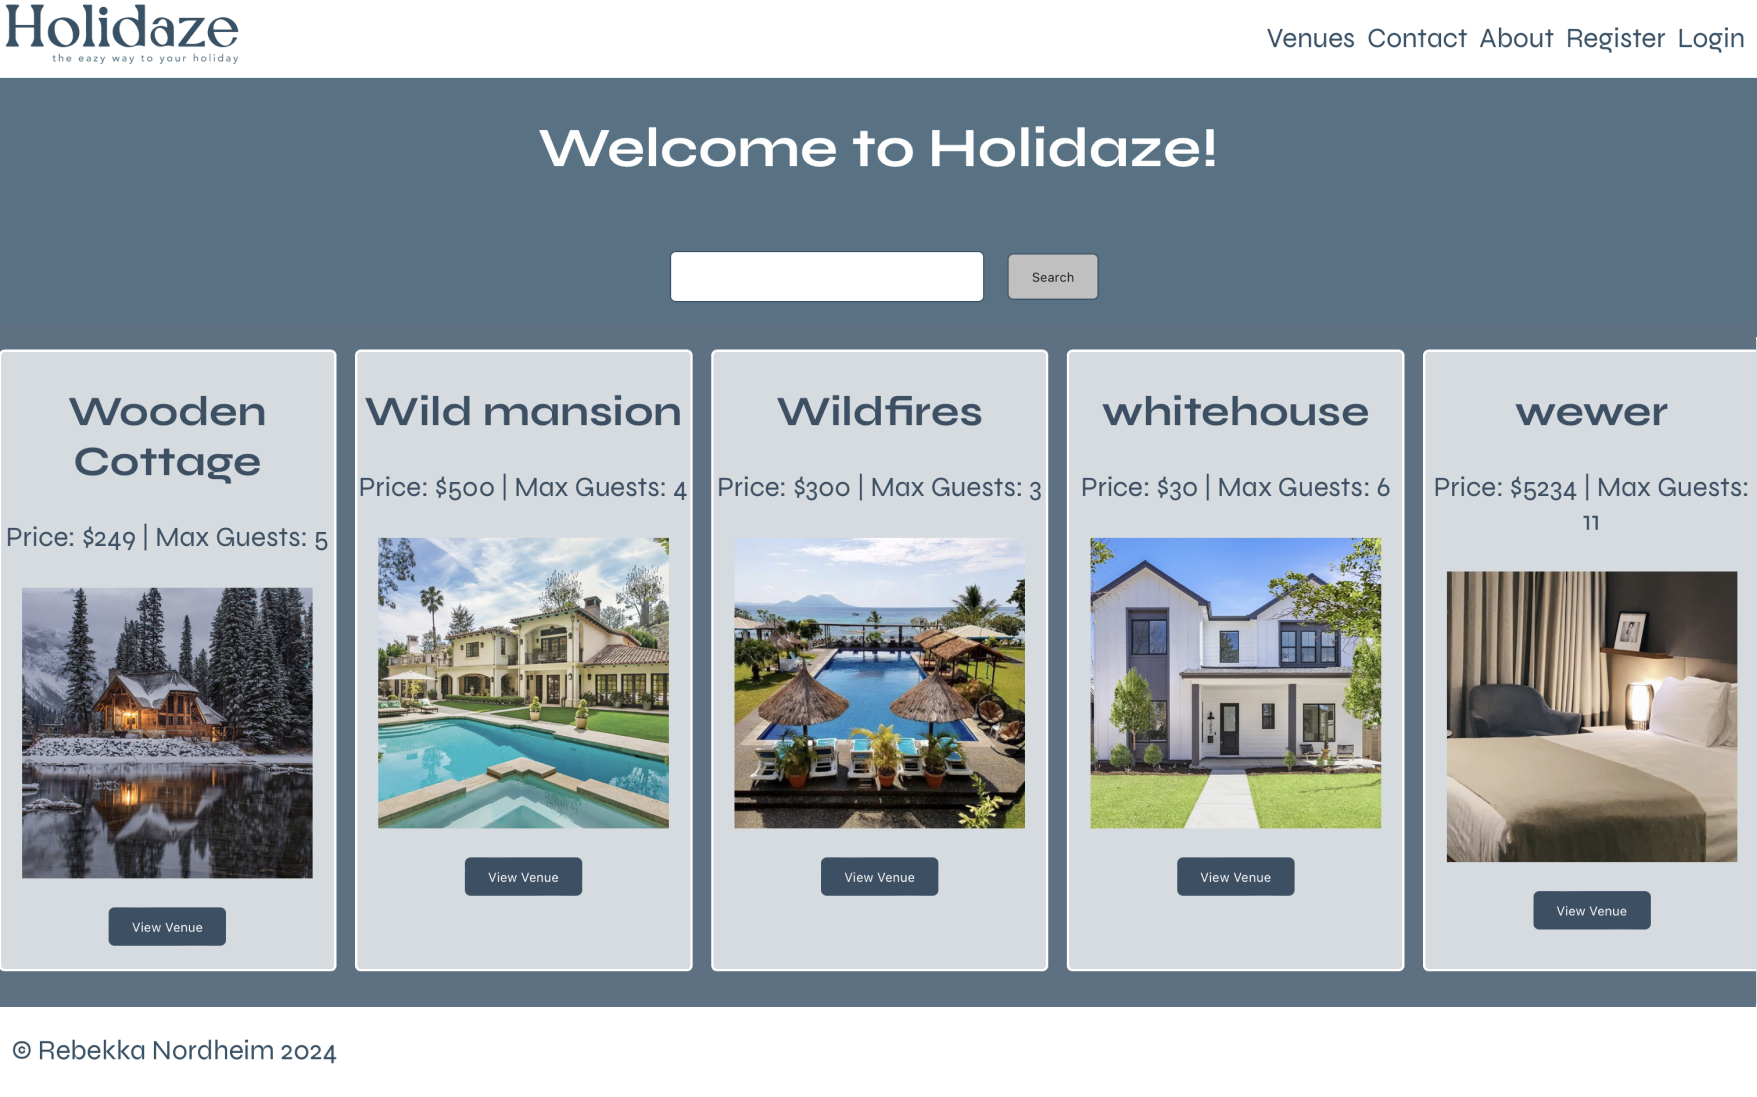 Holidaze
the eazy way to your holiday
Venues Contact About Register Login
Welcome to Holidaze!
Search
Wooden
Cottage
Price: $249 | Max Guests: 5
View Venue
Wild mansion
Price: $500 | Max Guests: 4
View Venue
Wildfires
Price: $300 | Max Guests: 3
View Venue
whitehouse
Price: $30 | Max Guests: 6
View Venue
wewer
Price: $5234 | Max Guests:
11
View Venue
© Rebekka Nordheim 2024